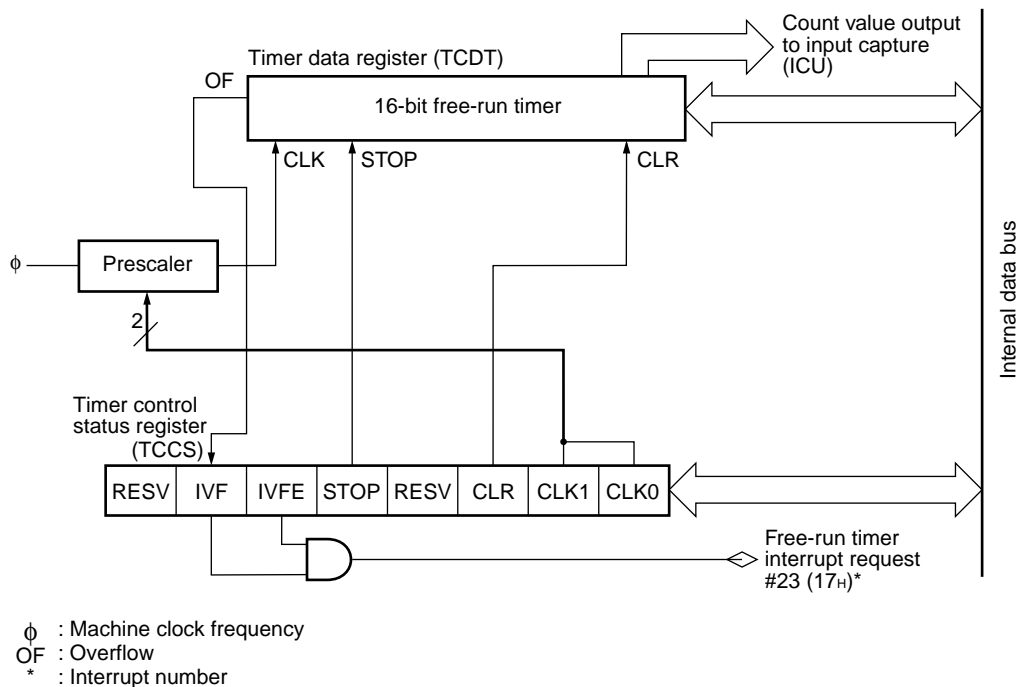 Count value output
to input capture
(ICU)
Timer data register (TCDT)
OF
16-bit free-run timer
CLK
STOP
CLR
Internal data bus
ϕ
Prescaler
2
Timer control
status register
(TCCS)
RESV IVF IVFE STOP RESV CLR CLK1 CLK0
Free-run timer
interrupt request
#23 (17H)*
ϕ : Machine clock frequency
OF : Overflow
* : Interrupt number